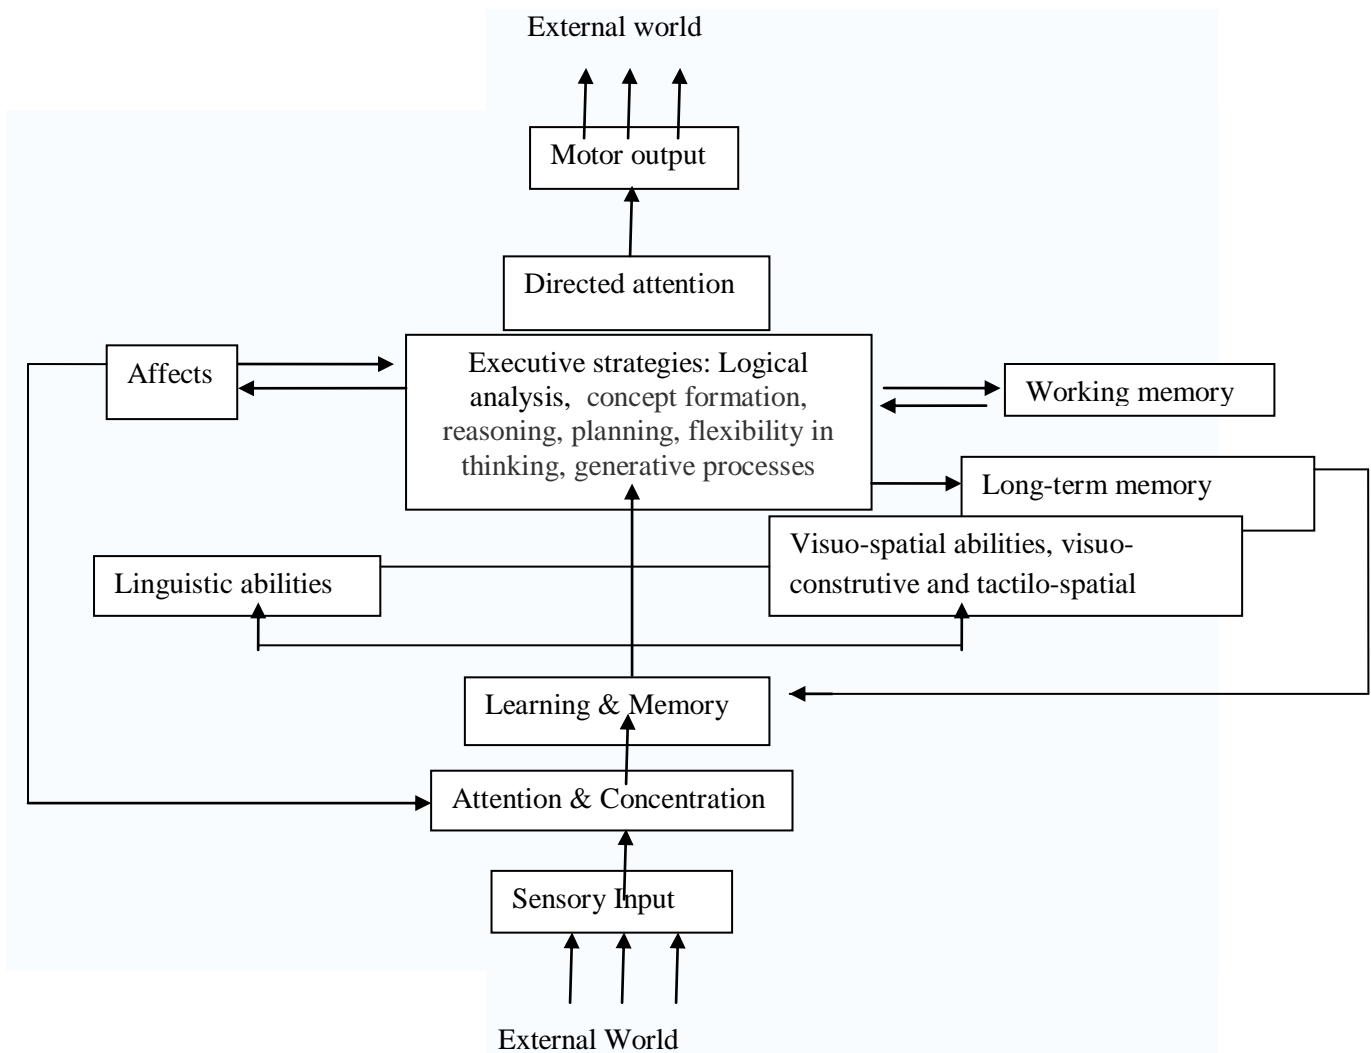 External world
Motor output
Directed attention
Affects
Executive strategies: Logical
analysis, concept formation,
reasoning, planning, flexibility in
thinking, generative processes
Working memory
Long-term memory
Visuo-spatial abilities, visuo-
construtive and tactilo-spatial
Linguistic abilities
Learning & Memory
Attention & Concentration
Sensory Input
External World